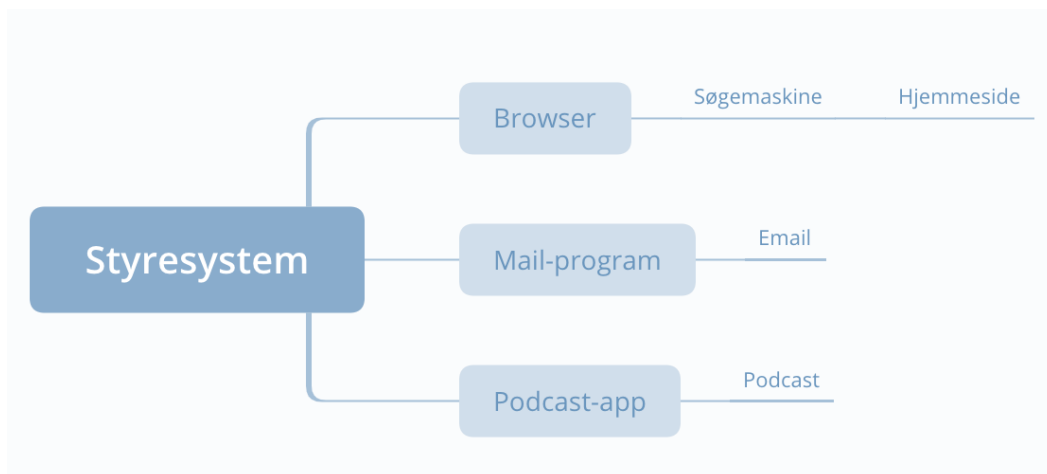 Styresystem
Browser
Søgemaskine
Hjemmeside
Mail-program
Email
Podcast-app
Podcast